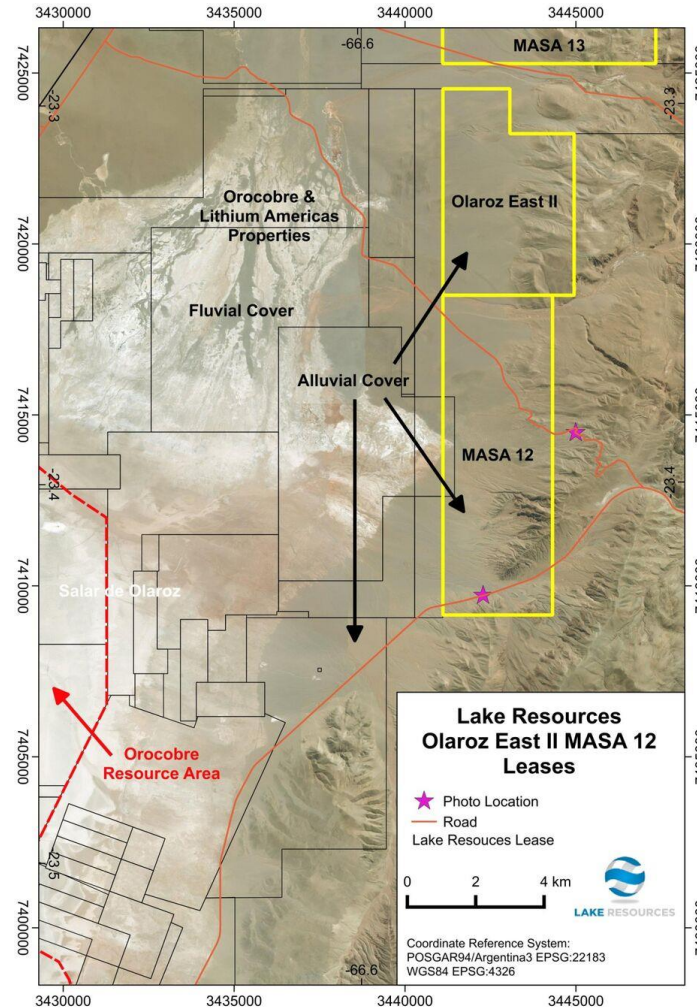 3430000
3435000
3440000
3445000
-66.6
MASA 13
7425000
-23.3
-23.3
Olaroz East II
Orocobre &
Lithium Americas
Properties
7420000
Fluvial Cover
Alluvial Cover
7415000
MASA 12
-23.4
-23.4
7410000
Salar de Olaroz
Orocobre
Resource Area
7405000
-23.5
7400000
-66.6
Lake Resources
Olaroz East II MASA 12
Leases
Photo Location
Road
Lake Resouces Lease
0 2 4 km
LAKE RESOURCES
Coordinate Reference System:
POSGAR94/Argentina3 EPSG:22183
WGS84 EPSG:4326
3430000
3435000
3440000
3445000